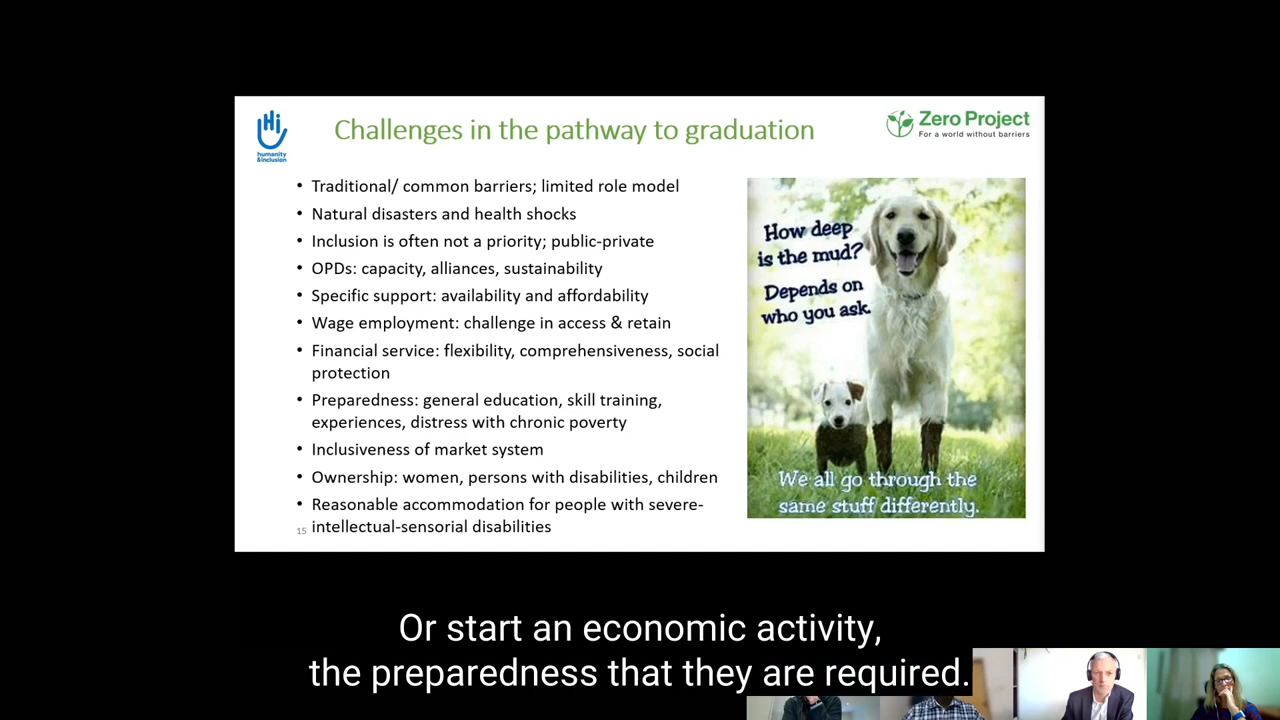 Hi
humanity
&inclusion
Challenges in the pathway to graduation
Zero Project
For a world without barriers
• Traditional/ common barriers; limited role model
• Natural disasters and health shocks
• Inclusion is often not a priority; public-private
• OPDs: capacity, alliances, sustainability
• Specific support: availability and affordability
• Wage employment: challenge in access & retain
• Financial service: flexibility, comprehensiveness, social
protection
• Preparedness: general education, skill training,
experiences, distress with chronic poverty
• Inclusiveness of market system
• Ownership: women, persons with disabilities, children
• Reasonable accommodation for people with severe-
intellectual-sensorial disabilities
15
How deep
is the mud?
Depends on
who you ask.
We all go through the
same stuff differently.
Or start an economic activity,
the preparedness that they are required.